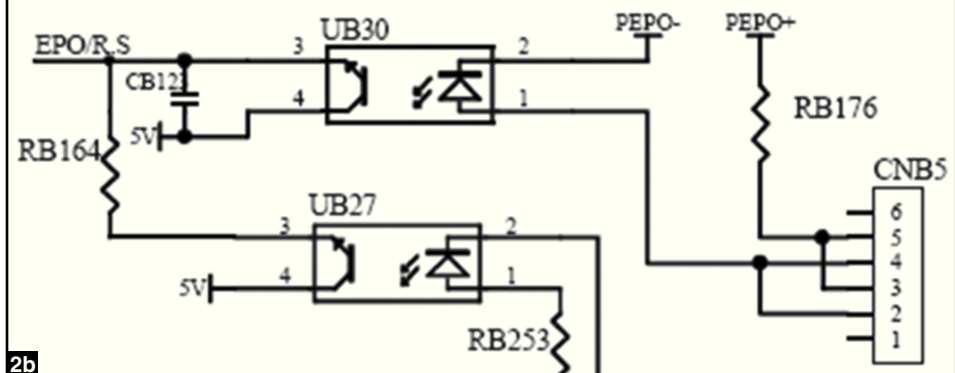 UB30
PEPO-
PEPO+
EPO/R.S
3
2
CB123
4
1
RB176
5V
RB164
CNB5
UB27
6
3
2
5
4
5V
4
1
3
2
RB253
1
2b